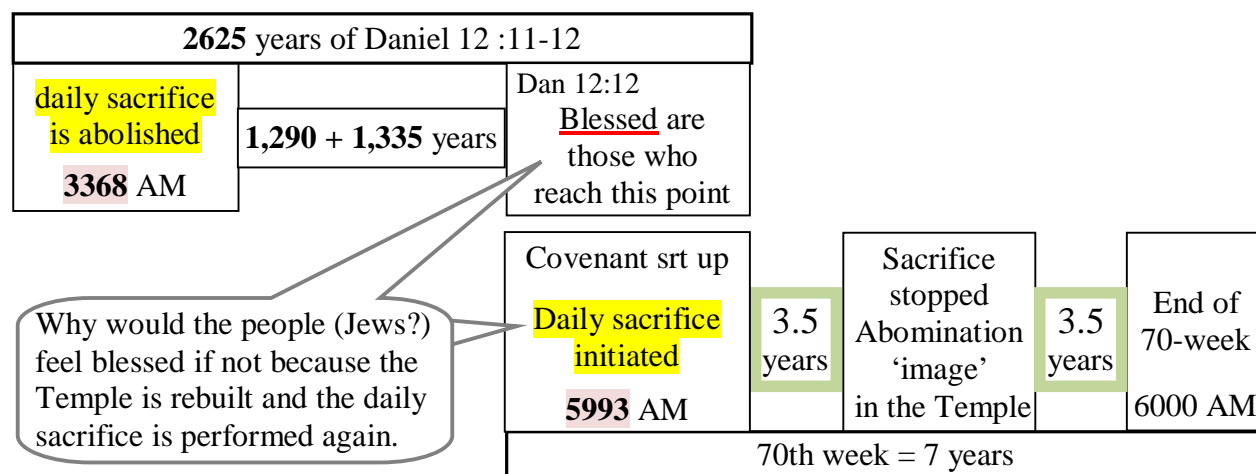 2625 years of Daniel 12 :11-12
daily sacrifice
is abolished
3368 AM
1,290 + 1,335 years
Dan 12:12
Blessed are
those who
reach this point
Why would the people (Jews?)
feel blessed if not because the
Temple is rebuilt and the daily
sacrifice is performed again.
Covenant srt up
Daily sacrifice
initiated
5993 AM
3.5
years
Sacrifice
stopped
Abomination
‘image’
in the Temple
3.5
years
End of
70-week
6000 AM
70th week = 7 years